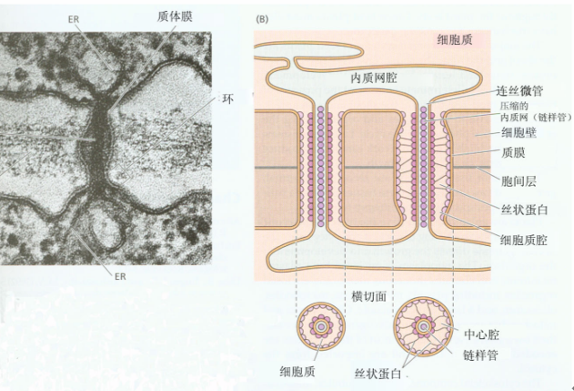 ER
质体膜
环
ER
(B)
细胞质
内质网腔
连丝微管
压缩的
内质网（链样管）
细胞壁
质膜
胞间层
丝状蛋白
细胞质腔
横切面
中心腔
链样管
细胞质
丝状蛋白